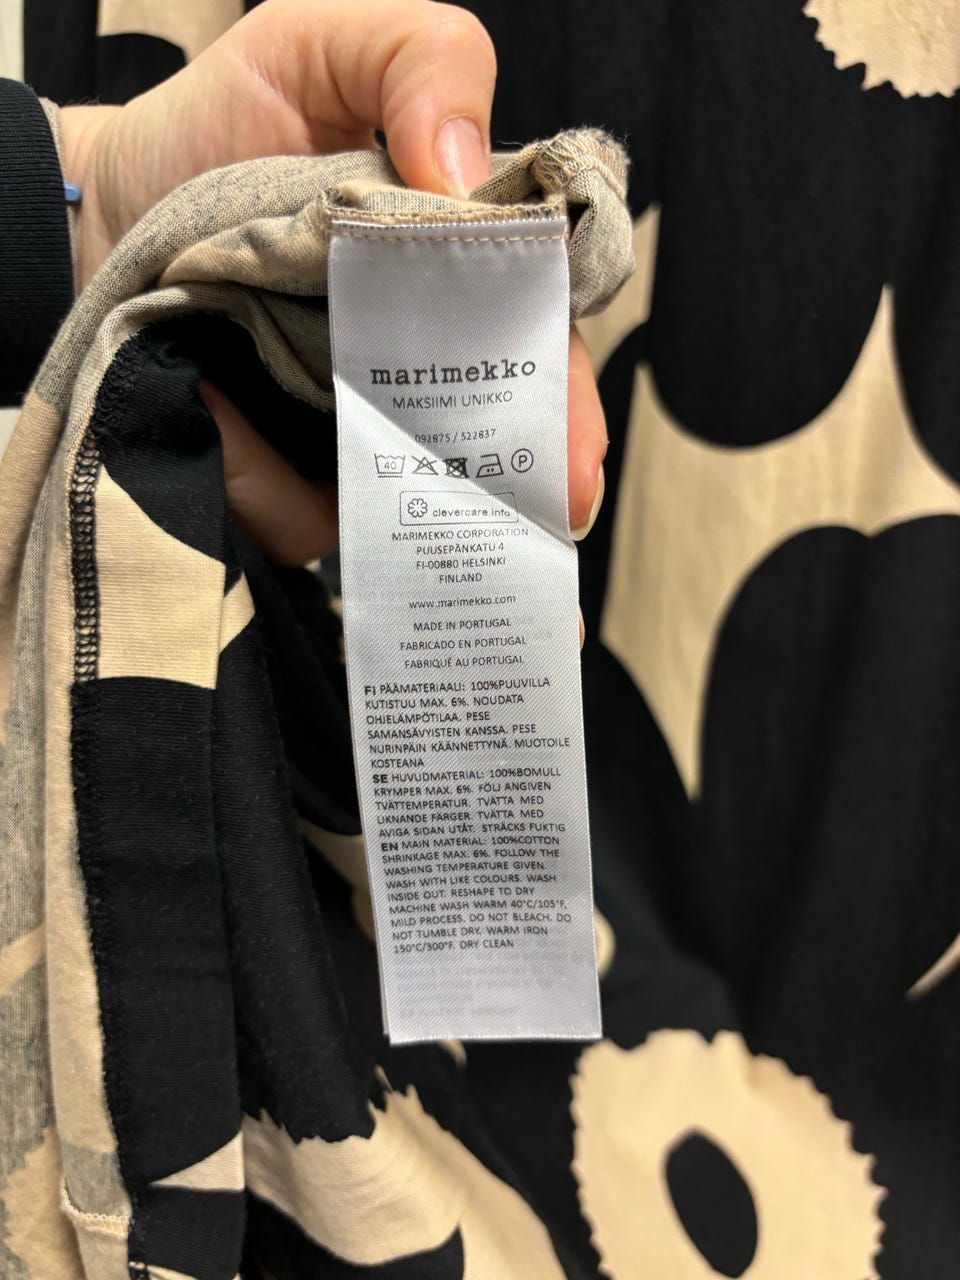 marimekko
MAKSIIMI UNIKKO
092875 / 522837
40 P
clevercare.info
MARIMEKKO CORPORATION
PUUSEPÄNKATU 4
FI-00880 HELSINKI
FINLAND
www.marimekko.com
MADE IN PORTUGAL
FABRICADO EN PORTUGAL
FABRIQUÉ AU PORTUGAL
FI PÄÄMATERIAALI: 100%PUUVILLA
KUTISTUU MAX. 6%. NOUDATA
OHJELÄMPÖTILAA. PESE
SAMANSÄVYISTEN KANSSA. PESE
NURINPÄIN KÄÄNNETTYNÄ. MUOTOILE
KOSTEANA
SE HUVUDMATERIAL: 100%BOMULL
KRYMPER MAX. 6%. FÖLJ ANGIVEN
TVÄTTEMPERATUR. TVÄTTA MED
LIKNANDE FÄRGER. TVÄTTA MED
AVIGA SIDAN UTÅT. STRÄCKS FUKTIG
EN MAIN MATERIAL: 100%COTTON
SHRINKAGE MAX. 6%. FOLLOW THE
WASHING TEMPERATURE GIVEN.
WASH WITH LIKE COLOURS. WASH
INSIDE OUT. RESHAPE TO DRY
MACHINE WASH WARM 40°C/105°F,
MILD PROCESS. DO NOT BLEACH. DO
NOT TUMBLE DRY. WARM IRON
150°C/300°F. DRY CLEAN